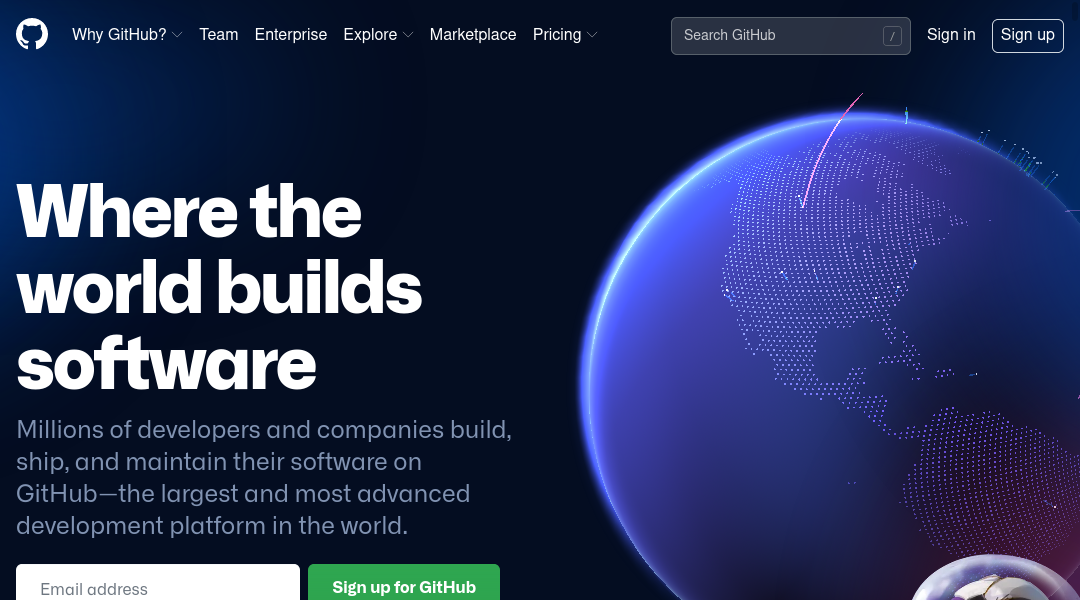 Why GitHub? Team Enterprise Explore Marketplace Pricing Search GitHub / Sign in Sign up
Where the
world builds
software
Millions of developers and companies build,
ship, and maintain their software on
GitHub—the largest and most advanced
development platform in the world.
Email address Sign up for GitHub